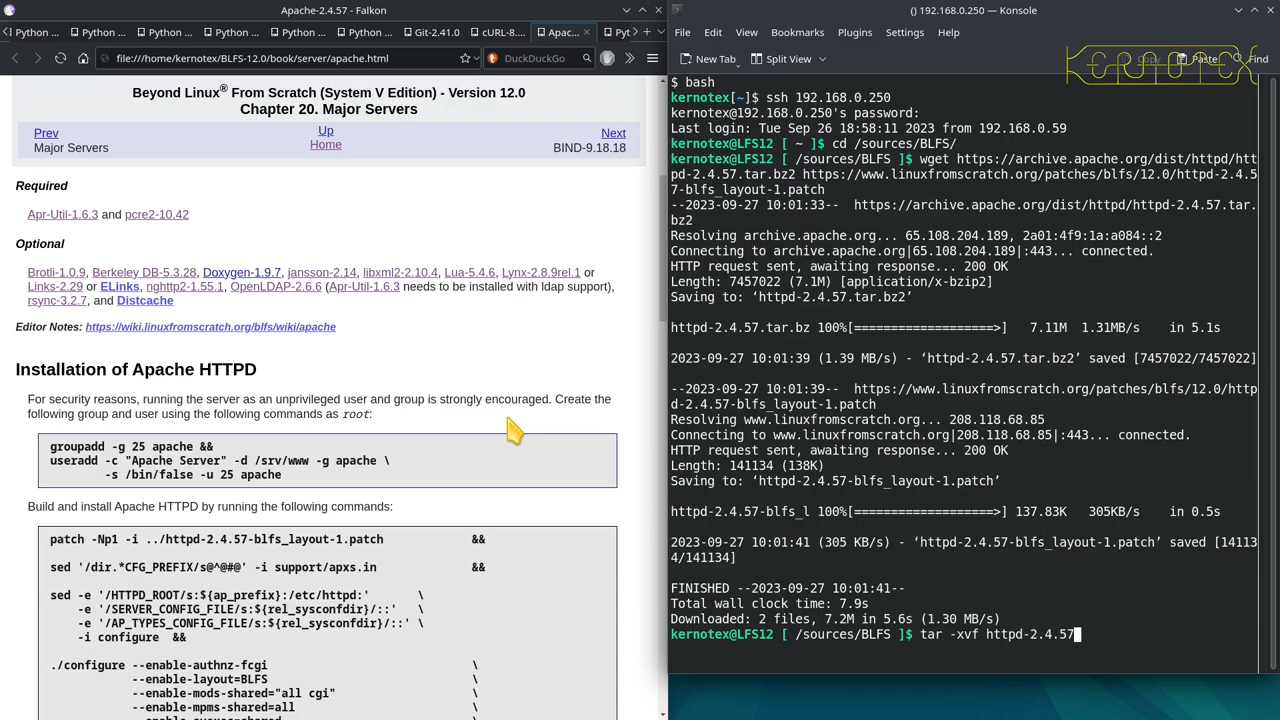 Apache-2.4.57 - Falkon
Python ...
Python ...
Python ...
Python ...
Python ...
Python ...
Git-2.41.0
cURL-8....
Apac...
Pyt
file:///home/kernotex/BLFS-12.0/book/server/apache.html
DuckDuckGo
Beyond Linux® From Scratch (System V Edition) - Version 12.0
Chapter 20. Major Servers
Prev
Up
Next
Major Servers
Home
BIND-9.18.18
Required
Apr-Util-1.6.3 and pcre2-10.42
Optional
Brotli-1.0.9, Berkeley DB-5.3.28, Doxygen-1.9.7, jansson-2.14, libxml2-2.10.4, Lua-5.4.6, Lynx-2.8.9rel.1 or
Links-2.29 or ELinks, nghttp2-1.55.1, OpenLDAP-2.6.6 (Apr-Util-1.6.3 needs to be installed with ldap support),
rsync-3.2.7, and Distcache
Editor Notes: https://wiki.linuxfromscratch.org/blfs/wiki/apache
Installation of Apache HTTPD
For security reasons, running the server as an unprivileged user and group is strongly encouraged. Create the
following group and user using the following commands as root:
groupadd -g 25 apache &&
useradd -c "Apache Server" -d /srv/www -g apache \
-s /bin/false -u 25 apache
Build and install Apache HTTPD by running the following commands:
patch -Np1 -i ../httpd-2.4.57-blfs_layout-1.patch &&
sed '/dir.*CFG_PREFIX/s@^@#@' -i support/apxs.in &&
sed -e '/HTTPD_ROOT/s:${ap_prefix}:/etc/httpd:' \
-e '/SERVER_CONFIG_FILE/s:${rel_sysconfdir}/::' \
-e '/AP_TYPES_CONFIG_FILE/s:${rel_sysconfdir}/::' \
-i configure &&
./configure --enable-authnz-fcgi \
--enable-layout=BLFS \
--enable-mods-shared="all cgi" \
--enable-mpms-shared=all \
() 192.168.0.250 — Konsole
File Edit View Bookmarks Plugins Settings Help
New Tab Split View Copy Paste Find
KERNOTEX
$ bash
kernotex[~]$ ssh 192.168.0.250
kernotex@192.168.0.250's password:
Last login: Tue Sep 26 18:58:11 2023 from 192.168.0.59
kernotex@LFS12 [ ~ ]$ cd /sources/BLFS/
kernotex@LFS12 [ /sources/BLFS ]$ wget https://archive.apache.org/dist/httpd/htt
pd-2.4.57.tar.bz2 https://www.linuxfromscratch.org/patches/blfs/12.0/httpd-2.4.5
7-blfs_layout-1.patch
--2023-09-27 10:01:33-- https://archive.apache.org/dist/httpd/httpd-2.4.57.tar.
bz2
Resolving archive.apache.org... 65.108.204.189, 2a01:4f9:1a:a084::2
Connecting to archive.apache.org|65.108.204.189|:443... connected.
HTTP request sent, awaiting response... 200 OK
Length: 7457022 (7.1M) [application/x-bzip2]
Saving to: ‘httpd-2.4.57.tar.bz2’
httpd-2.4.57.tar.bz 100%[===================>] 7.11M 1.31MB/s in 5.1s
2023-09-27 10:01:39 (1.39 MB/s) - ‘httpd-2.4.57.tar.bz2’ saved [7457022/7457022]
--2023-09-27 10:01:39-- https://www.linuxfromscratch.org/patches/blfs/12.0/http
d-2.4.57-blfs_layout-1.patch
Resolving www.linuxfromscratch.org... 208.118.68.85
Connecting to www.linuxfromscratch.org|208.118.68.85|:443... connected.
HTTP request sent, awaiting response... 200 OK
Length: 141134 (138K)
Saving to: ‘httpd-2.4.57-blfs_layout-1.patch’
httpd-2.4.57-blfs_l 100%[===================>] 137.83K 305KB/s in 0.5s
2023-09-27 10:01:41 (305 KB/s) - ‘httpd-2.4.57-blfs_layout-1.patch’ saved [14113
4/141134]
FINISHED --2023-09-27 10:01:41--
Total wall clock time: 7.9s
Downloaded: 2 files, 7.2M in 5.6s (1.30 MB/s)
kernotex@LFS12 [ /sources/BLFS ]$ tar -xvf httpd-2.4.57